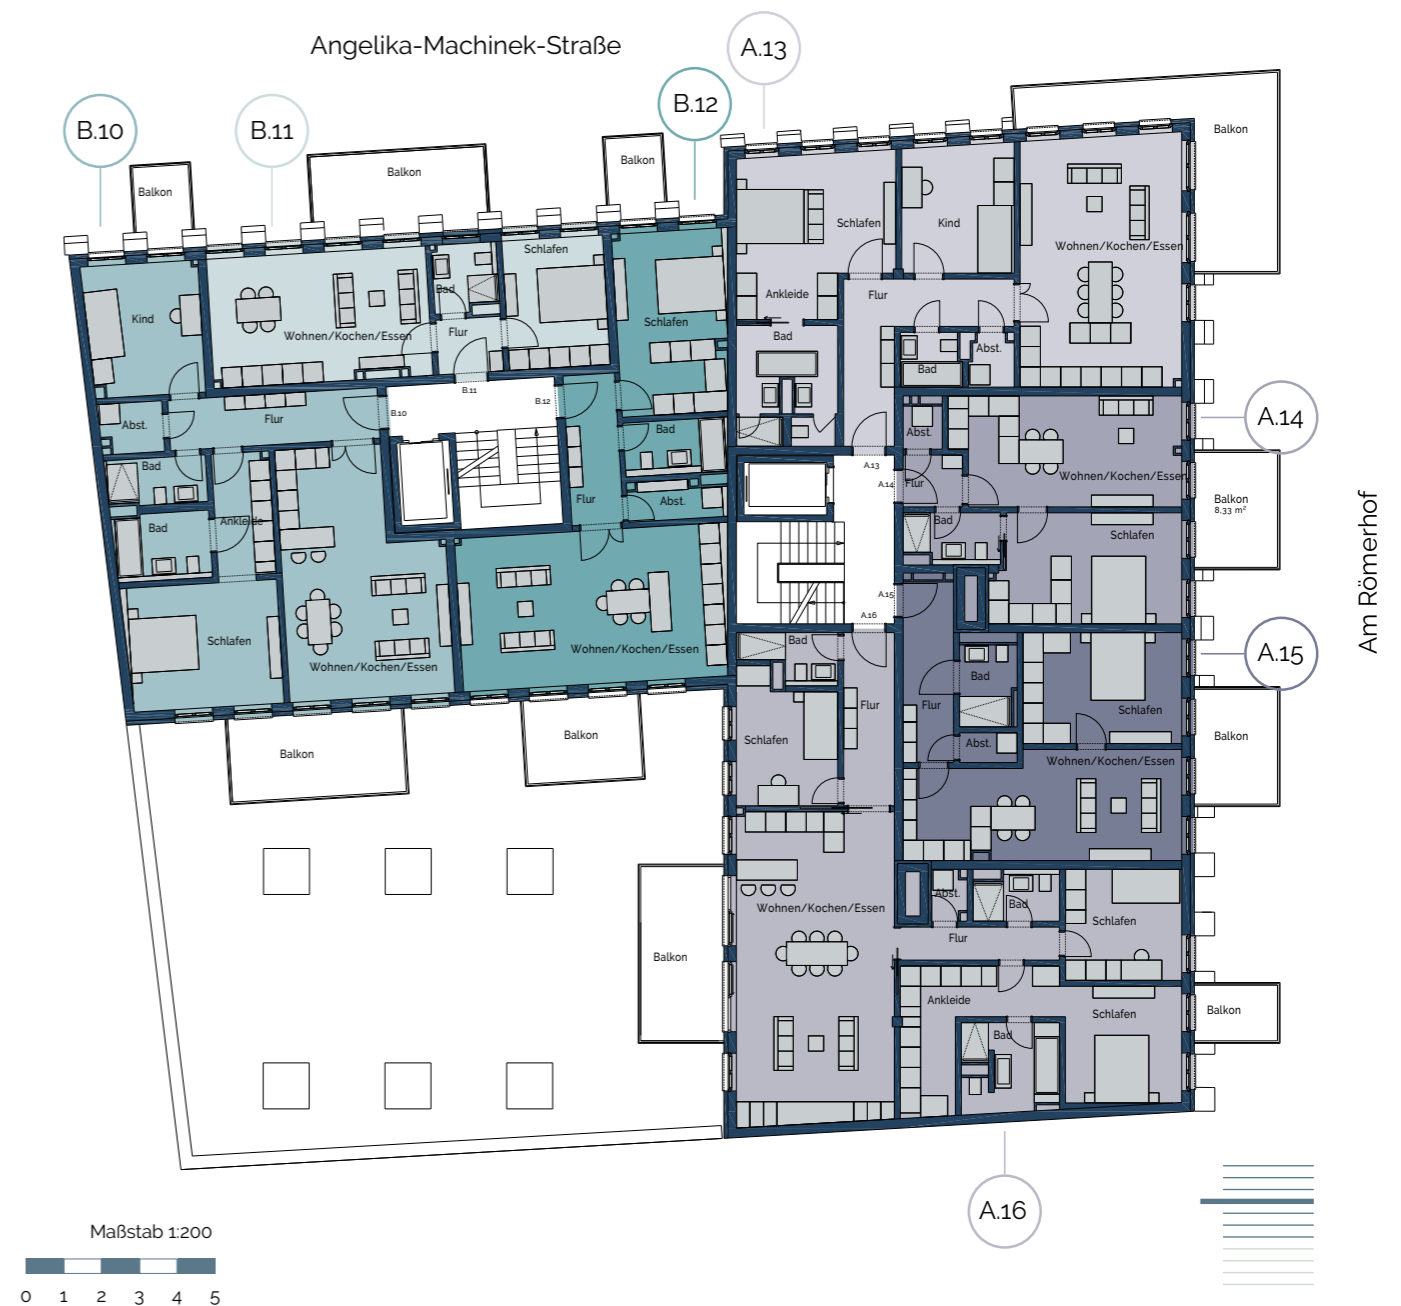 Angelika-Machinek-Straße
A.13
B.12
B.10
B.11
Balkon
Balkon
Balkon
Balkon
Schlafen
Kind
Wohnen/Kochen/Essen
Ankleide
Flur
Bad
Abst.
Bad
Kind
Wohnen/Kochen/Essen
Bad
Flur
Schlafen
Schlafen
B.11
B.10
B.12
Flur
Abst.
Bad
Bad
Ankleide
Schlafen
Wohnen/Kochen/Essen
Bad
Abst.
Flur
Wohnen/Kochen/Essen
Balkon
Balkon
A.14
Abst.
Wohnen/Kochen/Essen
Flur
Bad
Schlafen
Balkon
8.33 m²
A.13
A.14
A.15
A.16
Am Römerhof
A.15
Bad
Schlafen
Flur
Abst.
Wohnen/Kochen/Essen
Balkon
Bad
Schlafen
Flur
Wohnen/Kochen/Essen
Balkon
Abst.
Bad
Schlafen
Flur
Ankleide
Schlafen
Bad
Balkon
A.16
Maßstab 1:200
0 1 2 3 4 5